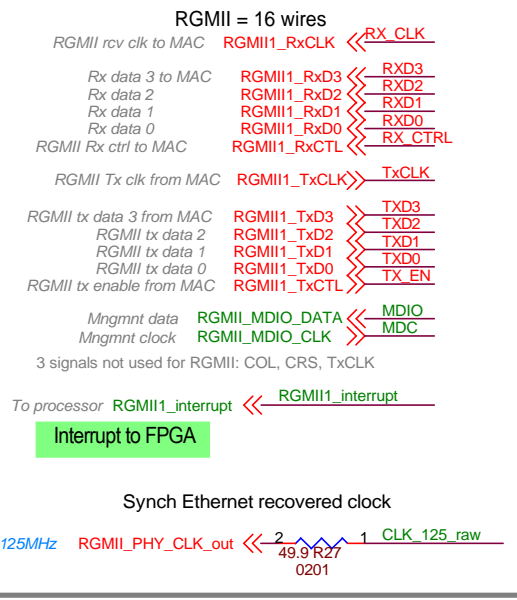 RGMII = 16 wires
RGMII rcv clk to MAC RGMII1_RxCLK RX_CLK
Rx data 3 to MAC RGMII1_RxD3 RXD3
Rx data 2 RGMII1_RxD2 RXD2
Rx data 1 RGMII1_RxD1 RXD1
Rx data 0 RGMII1_RxD0 RXD0
RGMII Rx ctrl to MAC RGMII1_RxCTL RX_CTRL
RGMII Tx clk from MAC RGMII1_TxCLK TxCLK
RGMII tx data 3 from MAC RGMII1_TxD3 TXD3
RGMII tx data 2 RGMII1_TxD2 TXD2
RGMII tx data 1 RGMII1_TxD1 TXD1
RGMII tx data 0 RGMII1_TxD0 TXD0
RGMII tx enable from MAC RGMII1_TxCTL TX_EN
Mngmnt data RGMII_MDIO_DATA MDIO
Mngmnt clock RGMII_MDIO_CLK MDC
3 signals not used for RGMII: COL, CRS, TxCLK
To processor RGMII1_interrupt RGMII1_interrupt
Interrupt to FPGA
Synch Ethernet recovered clock
125MHz RGMII_PHY_CLK_out 2 1 CLK_125_raw
49.9 R27
0201